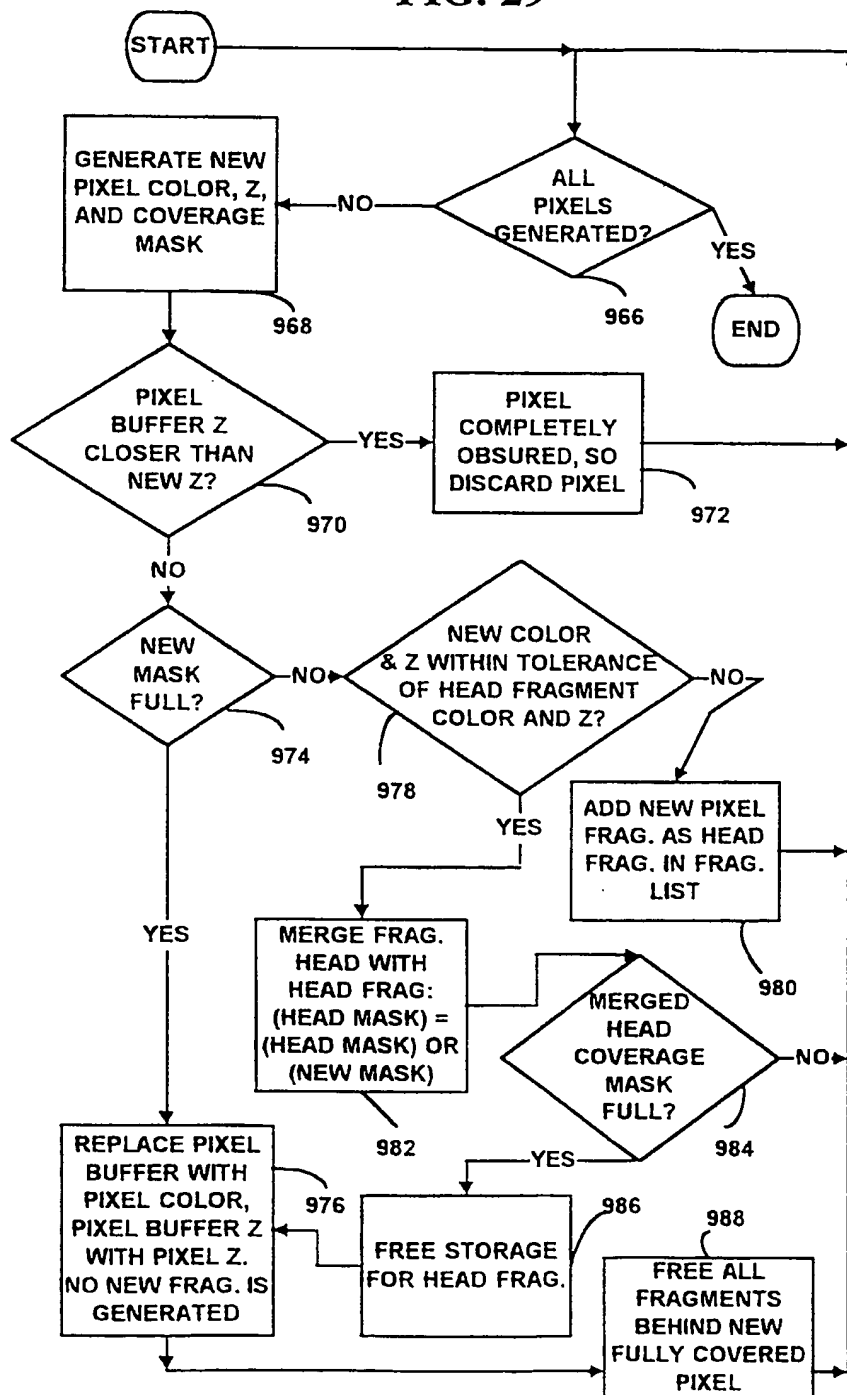 FIG. 29
START
GENERATE NEW
PIXEL COLOR, Z,
AND COVERAGE
MASK
968
NO
ALL
PIXELS
GENERATED?
966
YES
END
PIXEL
BUFFER Z
CLOSER THAN
NEW Z?
970
YES
PIXEL
COMPLETELY
OBSURED, SO
DISCARD PIXEL
972
NO
NEW
MASK
FULL?
974
NO
NEW COLOR
& Z WITHIN TOLERANCE
OF HEAD FRAGMENT
COLOR AND Z?
978
NO
ADD NEW PIXEL
FRAG. AS HEAD
FRAG. IN FRAG.
LIST
980
YES
YES
MERGE FRAG.
HEAD WITH
HEAD FRAG:
(HEAD MASK) =
(HEAD MASK) OR
(NEW MASK)
982
MERGED
HEAD
COVERAGE
MASK
FULL?
984
NO
YES
REPLACE PIXEL
BUFFER WITH
PIXEL COLOR,
PIXEL BUFFER Z
WITH PIXEL Z.
NO NEW FRAG. IS
GENERATED
976
FREE STORAGE
FOR HEAD FRAG.
986
988
FREE ALL
FRAGMENTS
BEHIND NEW
FULLY COVERED
PIXEL